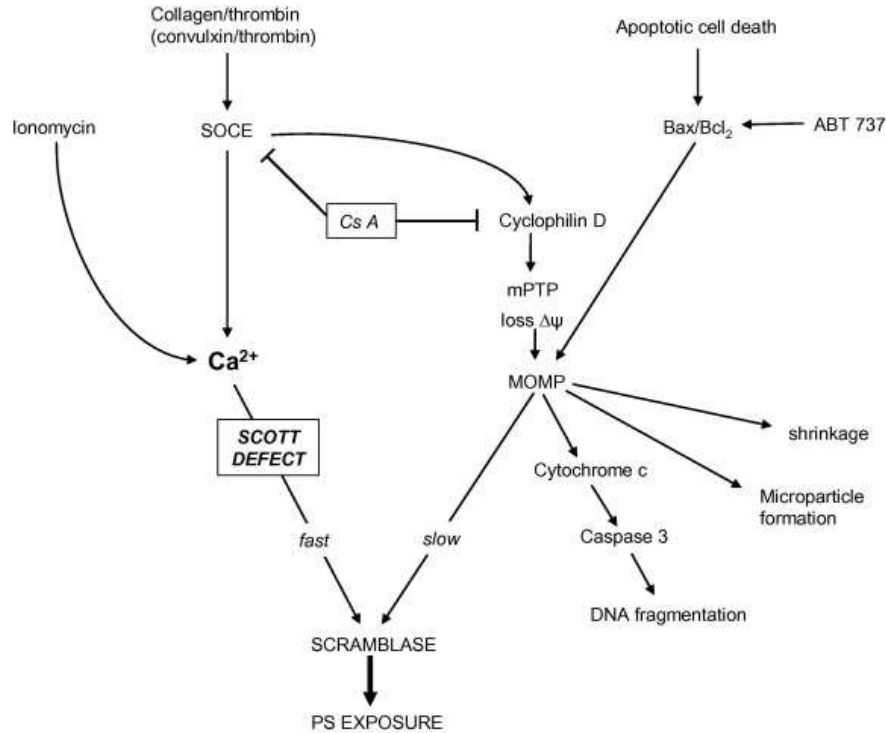 Collagen/thrombin
(convulxin/thrombin)
Apoptotic cell death
Ionomycin
SOCE
Bax/Bcl₂
ABT 737
Cs A
Cyclophilin D
mPTP
loss Δψ
Ca²⁺
MOMP
SCOTT
DEFECT
shrinkage
Cytochrome c
Microparticle
formation
fast
slow
Caspase 3
DNA fragmentation
SCRAMBLASE
PS EXPOSURE